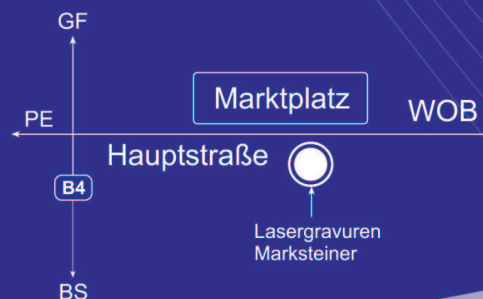 GF
Marktplatz
WOB
PE
Hauptstraße
B4
Lasergravuren
Marksteiner
BS